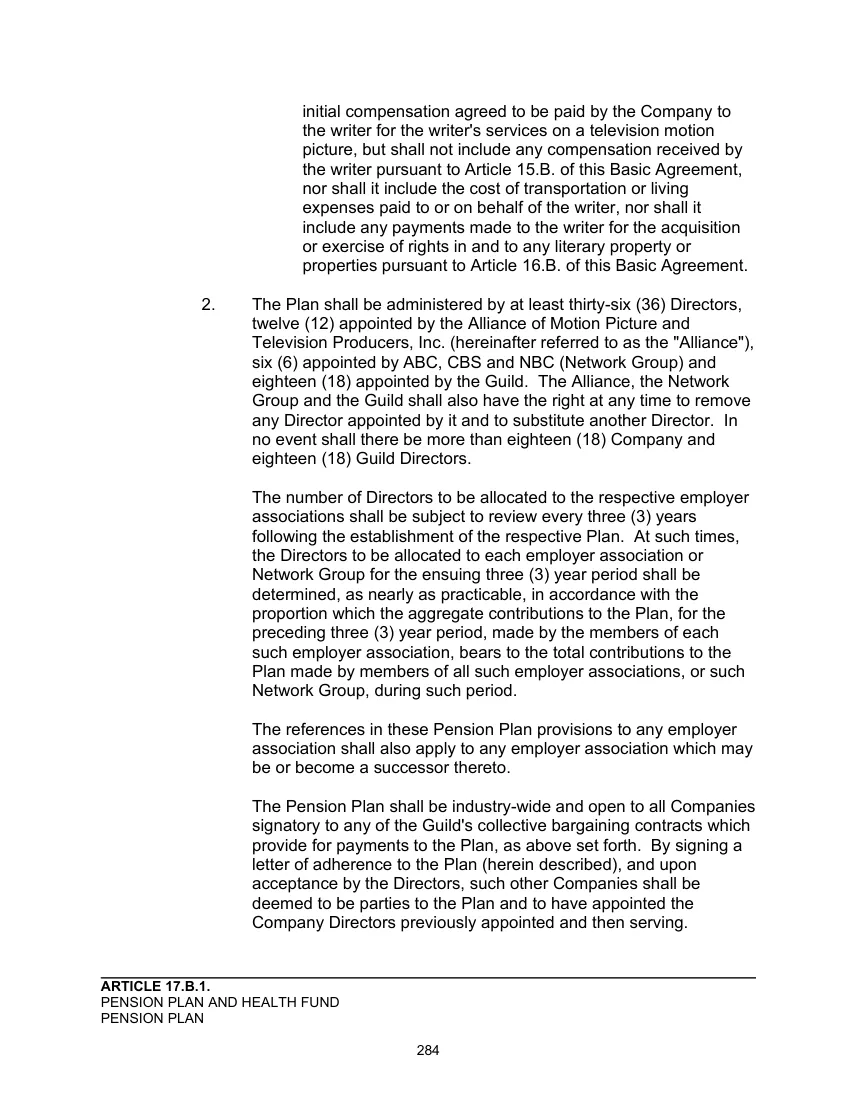 initial compensation agreed to be paid by the Company to
the writer for the writer's services on a television motion
picture, but shall not include any compensation received by
the writer pursuant to Article 15.B. of this Basic Agreement,
nor shall it include the cost of transportation or living
expenses paid to or on behalf of the writer, nor shall it
include any payments made to the writer for the acquisition
or exercise of rights in and to any literary property or
properties pursuant to Article 16.B. of this Basic Agreement.
2. The Plan shall be administered by at least thirty-six (36) Directors,
twelve (12) appointed by the Alliance of Motion Picture and
Television Producers, Inc. (hereinafter referred to as the "Alliance"),
six (6) appointed by ABC, CBS and NBC (Network Group) and
eighteen (18) appointed by the Guild. The Alliance, the Network
Group and the Guild shall also have the right at any time to remove
any Director appointed by it and to substitute another Director. In
no event shall there be more than eighteen (18) Company and
eighteen (18) Guild Directors.
The number of Directors to be allocated to the respective employer
associations shall be subject to review every three (3) years
following the establishment of the respective Plan. At such times,
the Directors to be allocated to each employer association or
Network Group for the ensuing three (3) year period shall be
determined, as nearly as practicable, in accordance with the
proportion which the aggregate contributions to the Plan, for the
preceding three (3) year period, made by the members of each
such employer association, bears to the total contributions to the
Plan made by members of all such employer associations, or such
Network Group, during such period.
The references in these Pension Plan provisions to any employer
association shall also apply to any employer association which may
be or become a successor thereto.
The Pension Plan shall be industry-wide and open to all Companies
signatory to any of the Guild's collective bargaining contracts which
provide for payments to the Plan, as above set forth. By signing a
letter of adherence to the Plan (herein described), and upon
acceptance by the Directors, such other Companies shall be
deemed to be parties to the Plan and to have appointed the
Company Directors previously appointed and then serving.
ARTICLE 17.B.1.
PENSION PLAN AND HEALTH FUND
PENSION PLAN
284